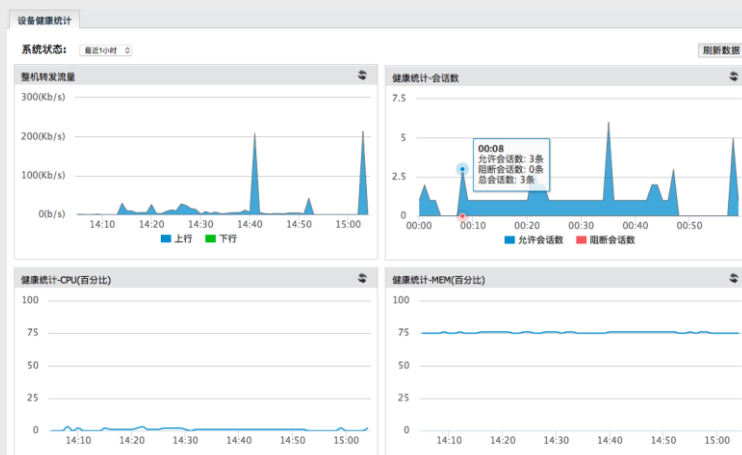 设备健康统计
系统状态: 最近1小时
刷新数据
整机转发流量
300(Kb/s)
200(Kb/s)
100(Kb/s)
00(b/s)
14:10 14:20 14:30 14:40 14:50 15:00
上行 下行
健康统计-会话数
7.5
5
2.5
0
00:08
允许会话数: 3条
阻断会话数: 0条
总会话数: 3条
00:00 00:10 00:20 00:30 00:40 00:50
允许会话数 阻断会话数
健康统计-CPU(百分比)
100
75
50
25
0
14:10 14:20 14:30 14:40 14:50 15:00
健康统计-MEM(百分比)
100
75
50
25
0
14:10 14:20 14:30 14:40 14:50 15:00